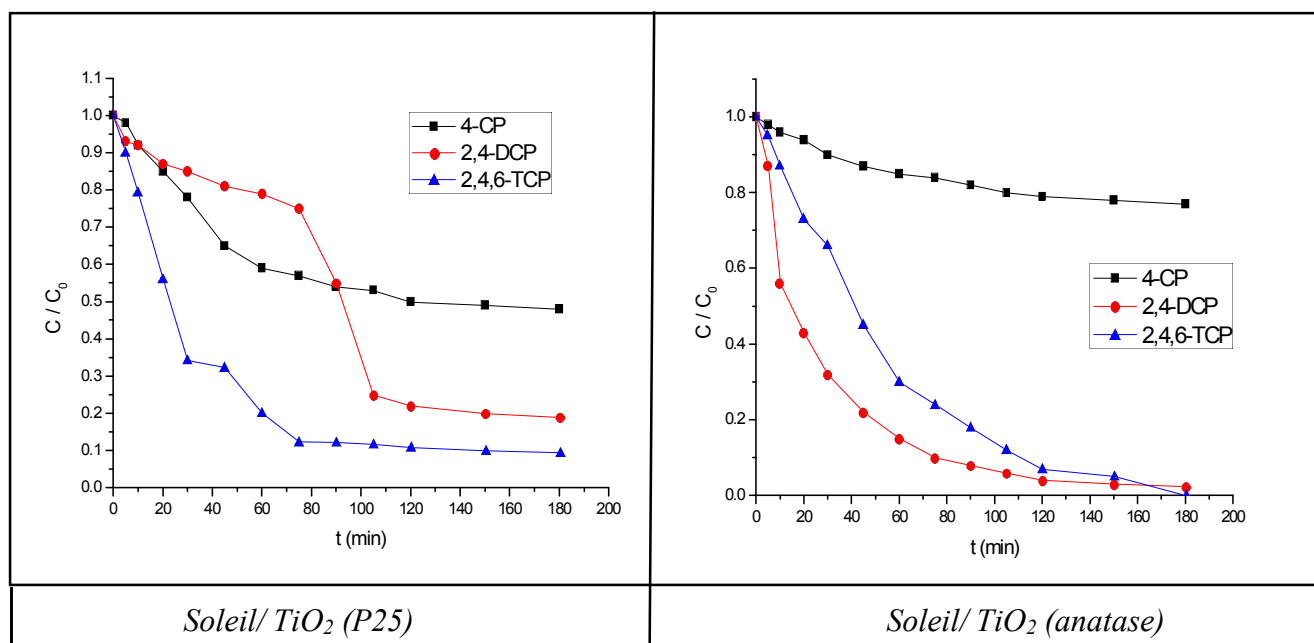 1.1
1.0
0.9
0.8
0.7
0.6
0.5
0.4
0.3
0.2
0.1
0.0
C / C₀
4-CP
2,4-DCP
2,4,6-TCP
0 20 40 60 80 100 120 140 160 180 200
t (min)
1.0
0.8
0.6
0.4
0.2
0.0
C / C₀
4-CP
2,4-DCP
2,4,6-TCP
0 20 40 60 80 100 120 140 160 180 200
t (min)
Soleil/ TiO₂ (P25)
Soleil/ TiO₂ (anatase)